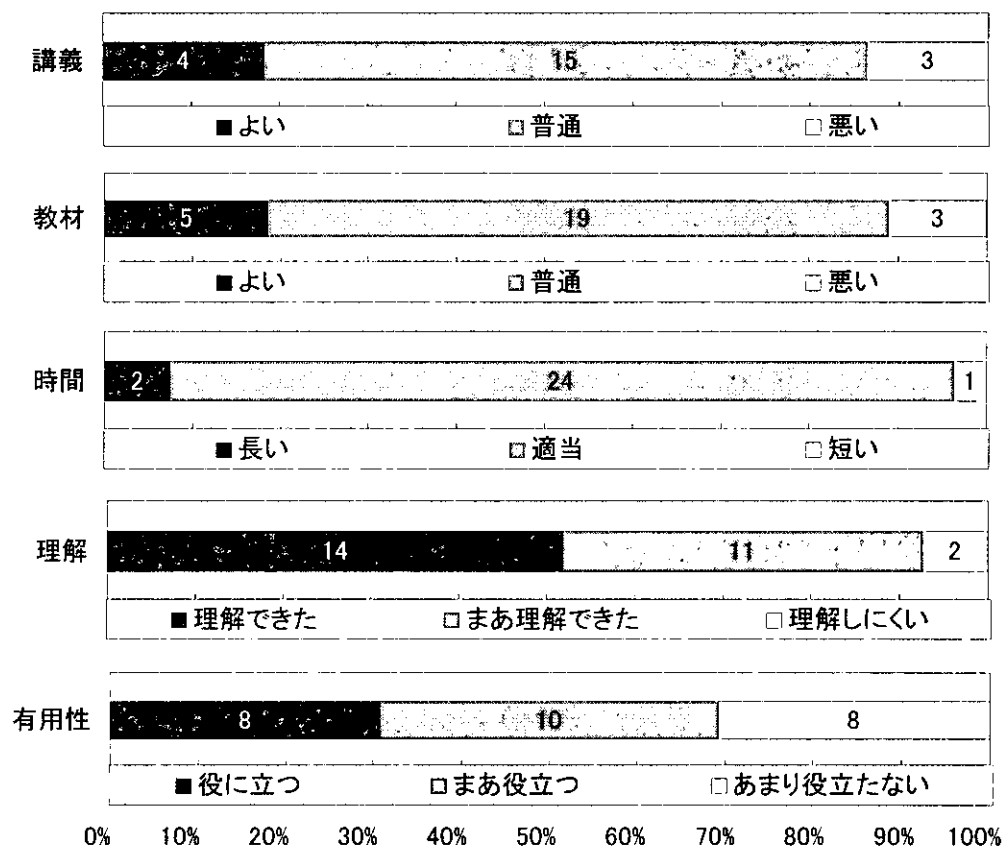 講義 4 15 3
■よい □普通 □悪い
教材 5 19 3
■よい □普通 □悪い
時間 2 24 1
■長い □適当 □短い
理解 14 11 2
■理解できた □まあ理解できた □理解しにくい
有用性 8 10 8
■役に立つ □まあ役立つ □あまり役立たない
0% 10% 20% 30% 40% 50% 60% 70% 80% 90% 100%